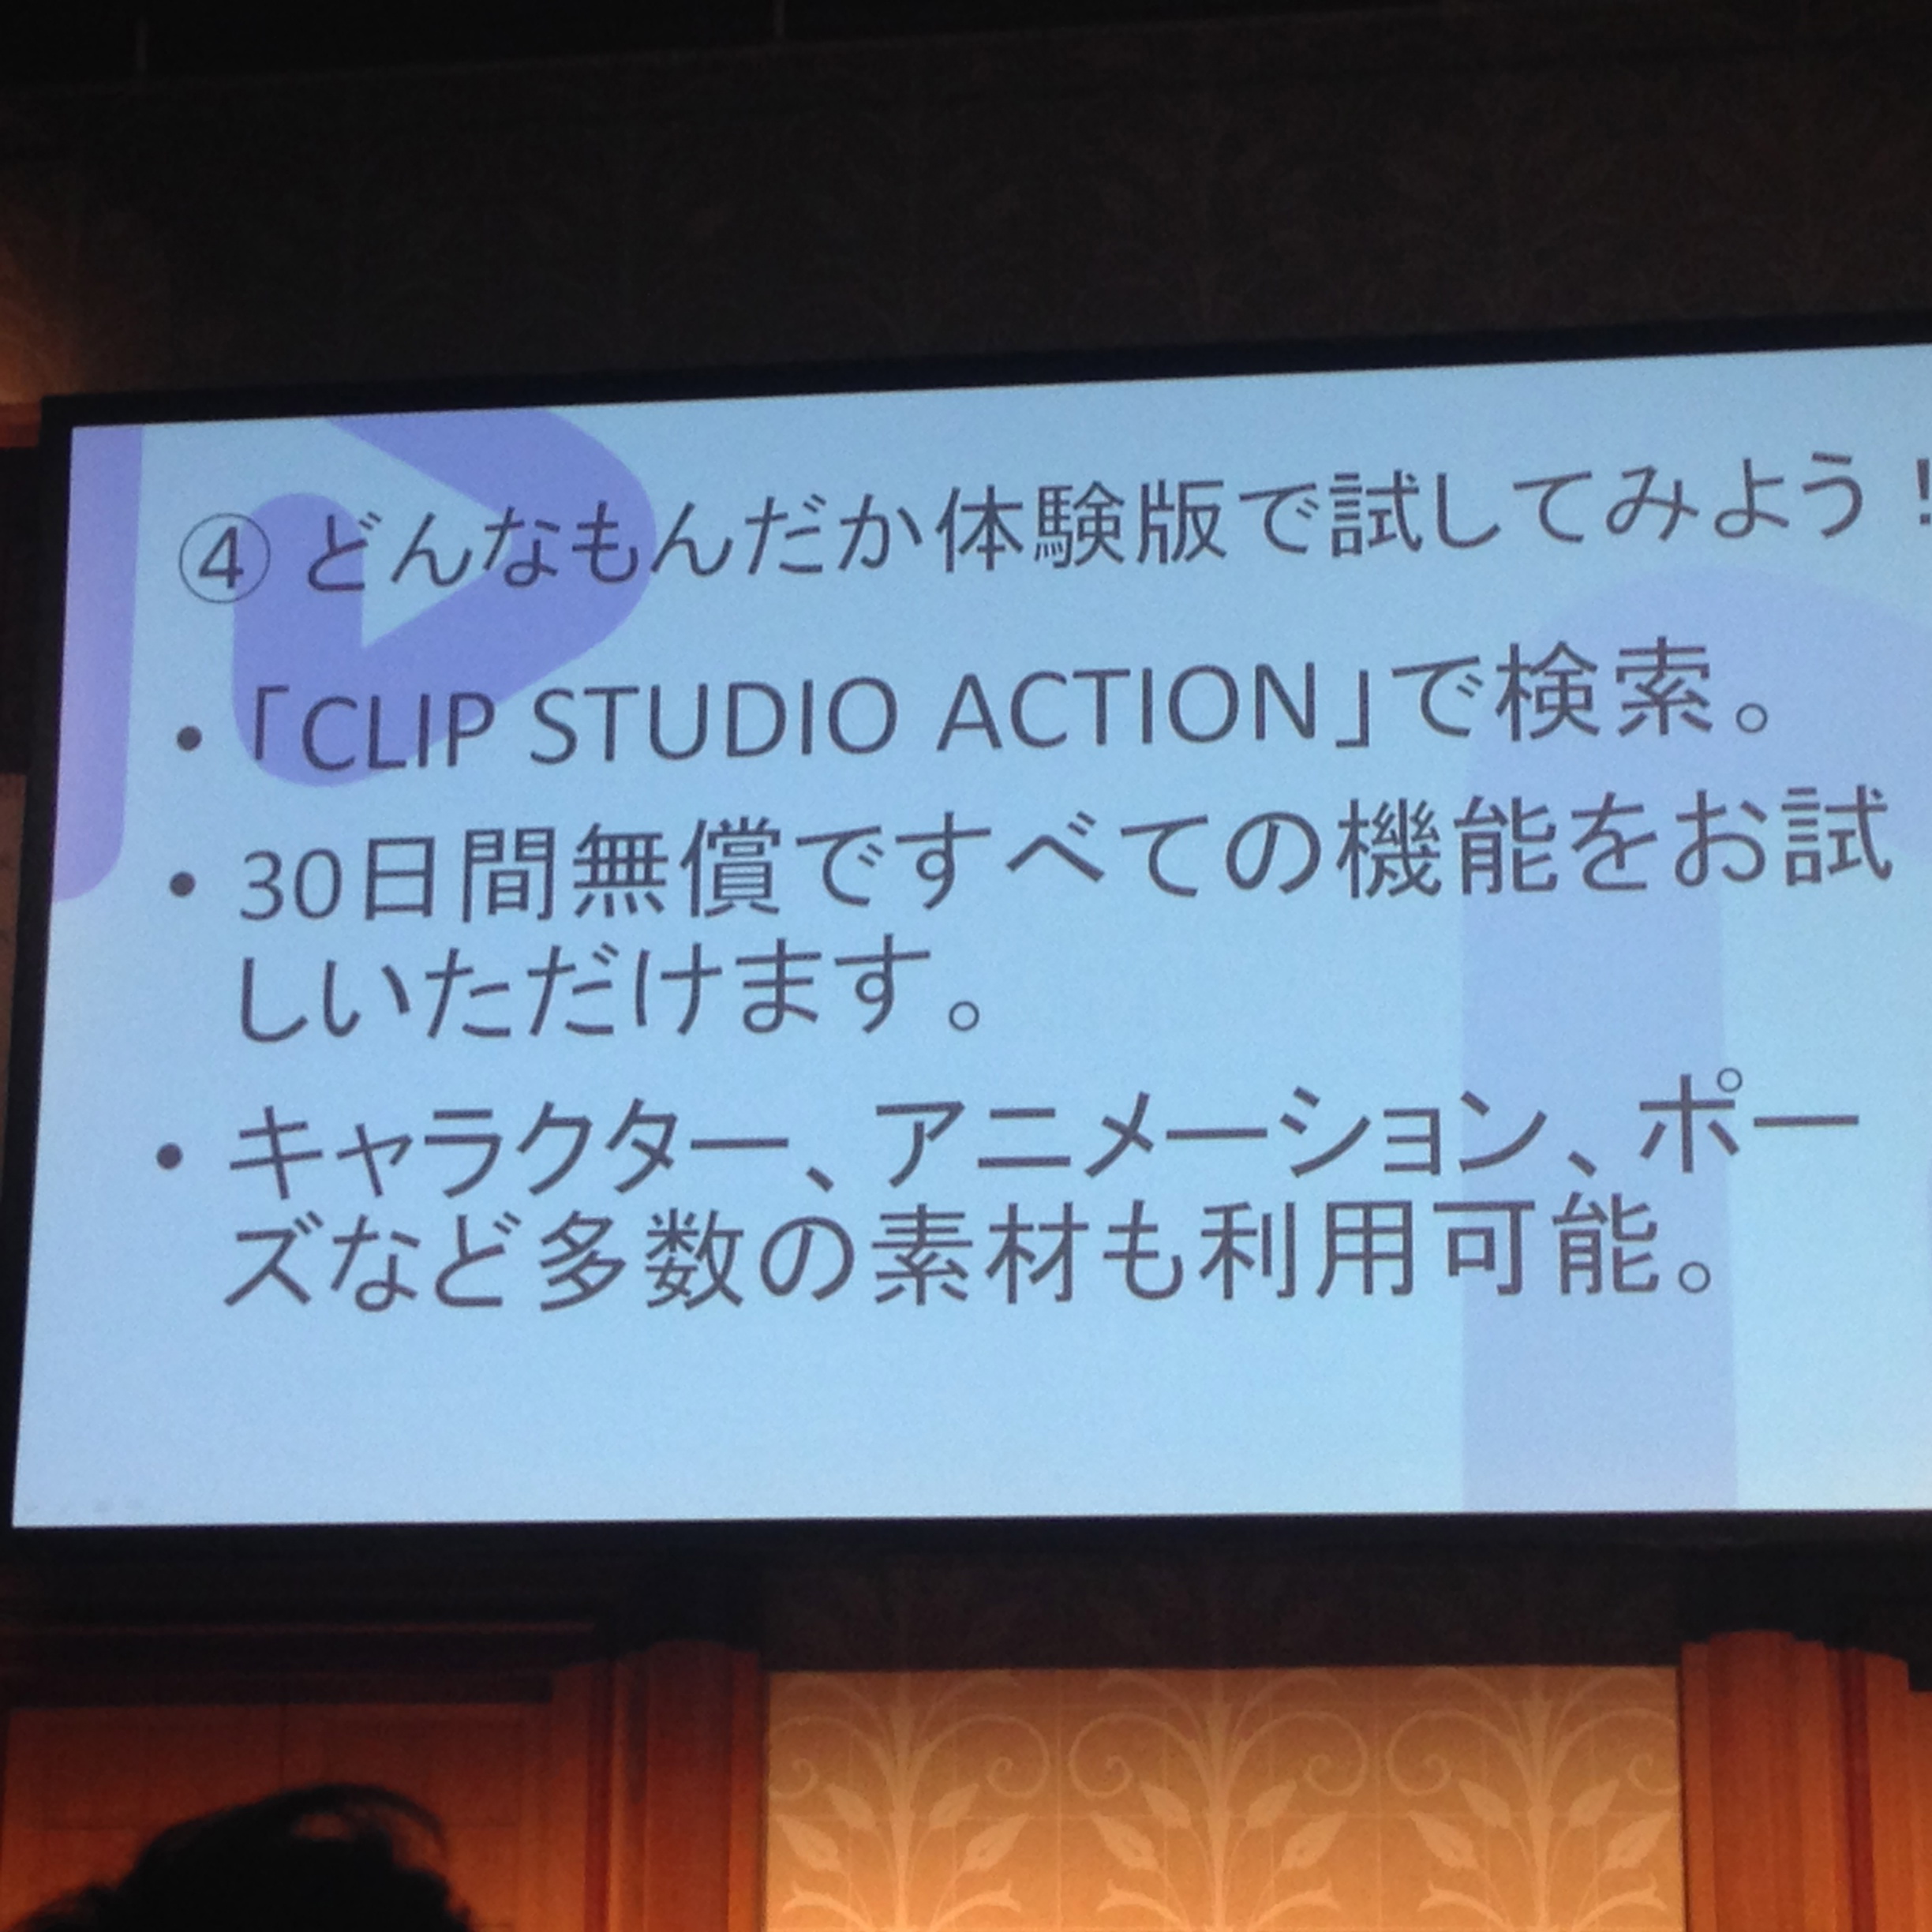 ④ どんなもんだか体験版で試してみよう！
• 「CLIP STUDIO ACTION」で検索。
• 30日間無償ですべての機能をお試
しいただけます。
• キャラクター、アニメーション、ポー
ズなど多数の素材も利用可能。